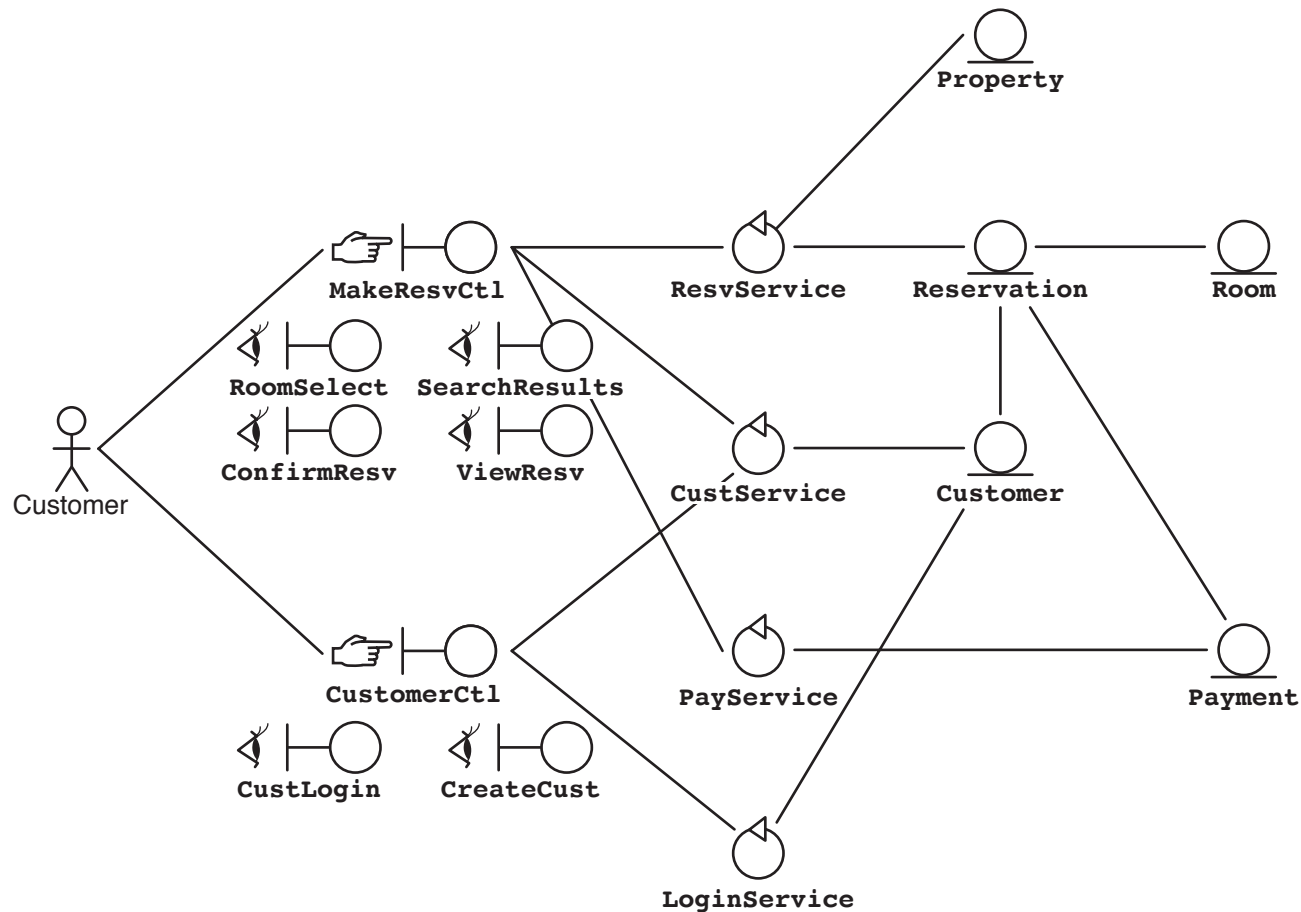 Property
MakeResvCtl
ResvService
Reservation
Room
RoomSelect
SearchResults
ConfirmResv
ViewResv
CustService
Customer
Customer
CustomerCtl
PayService
Payment
CustLogin
CreateCust
LoginService